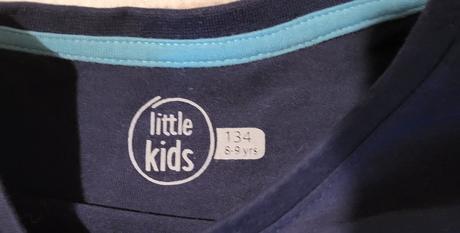 little
kids
134
8-9 yrs